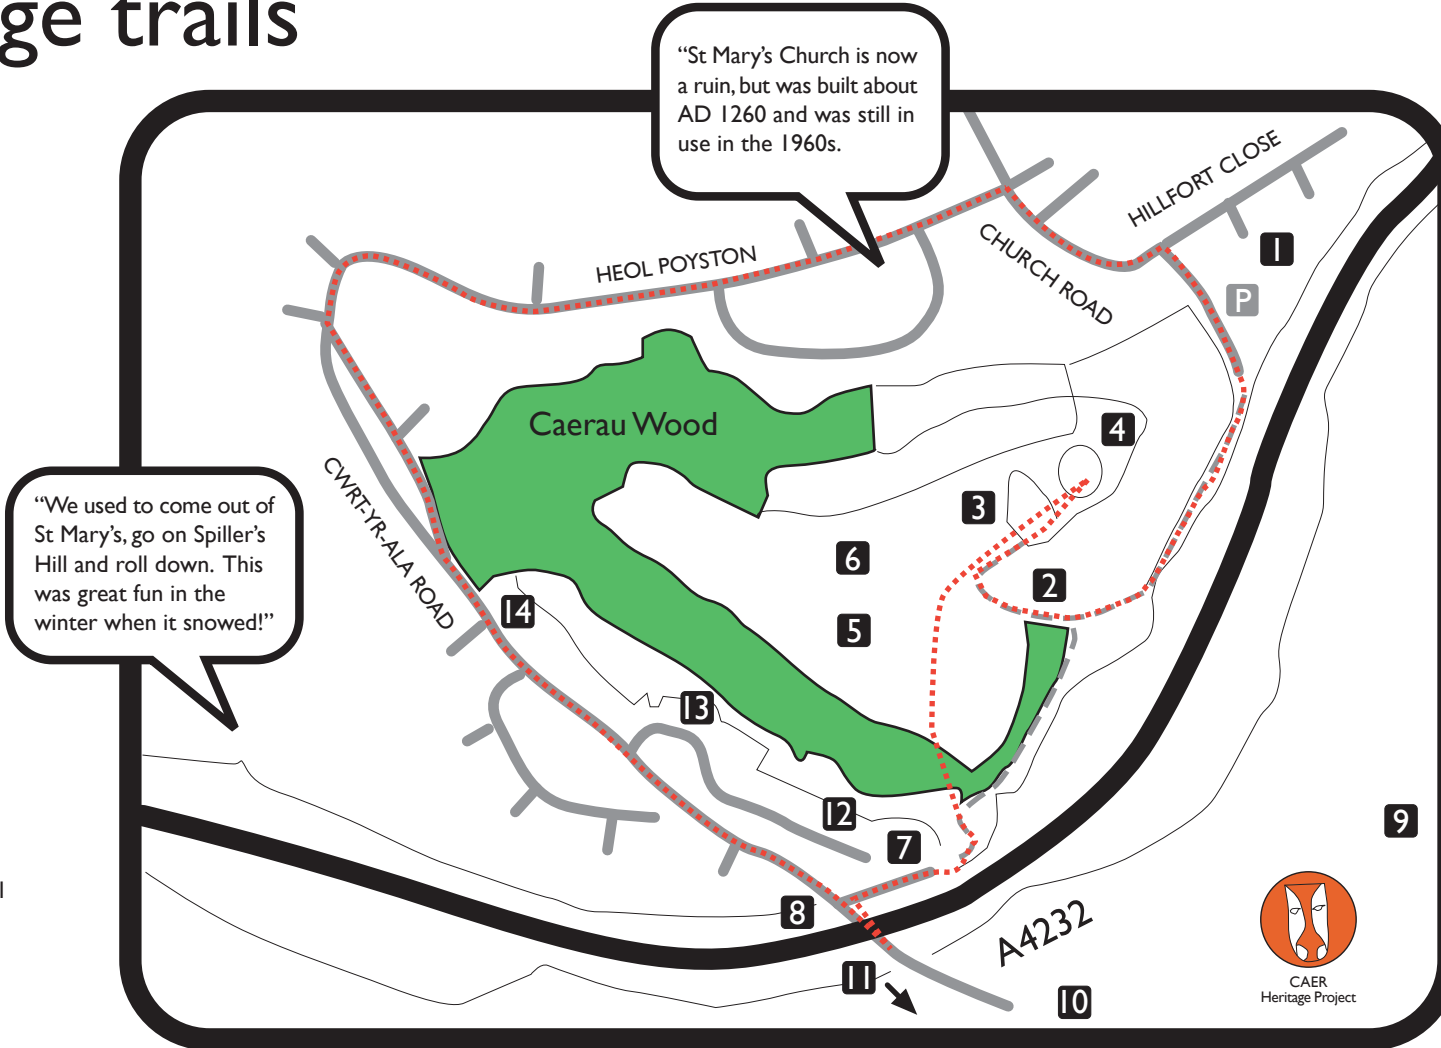 ge trails
“St Mary’s Church is now
a ruin, but was built about
AD 1260 and was still in
use in the 1960s.
HILLFORT CLOSE
1
CHURCH ROAD
HEOL POYSTON
P
Caerau Wood
4
3
CWRT-YR-ALA ROAD
“We used to come out of
St Mary’s, go on Spiller’s
Hill and roll down. This
was great fun in the
winter when it snowed!”
6
2
14
5
13
12
7
9
8
A4232
11
10
CAER
Heritage Project
l